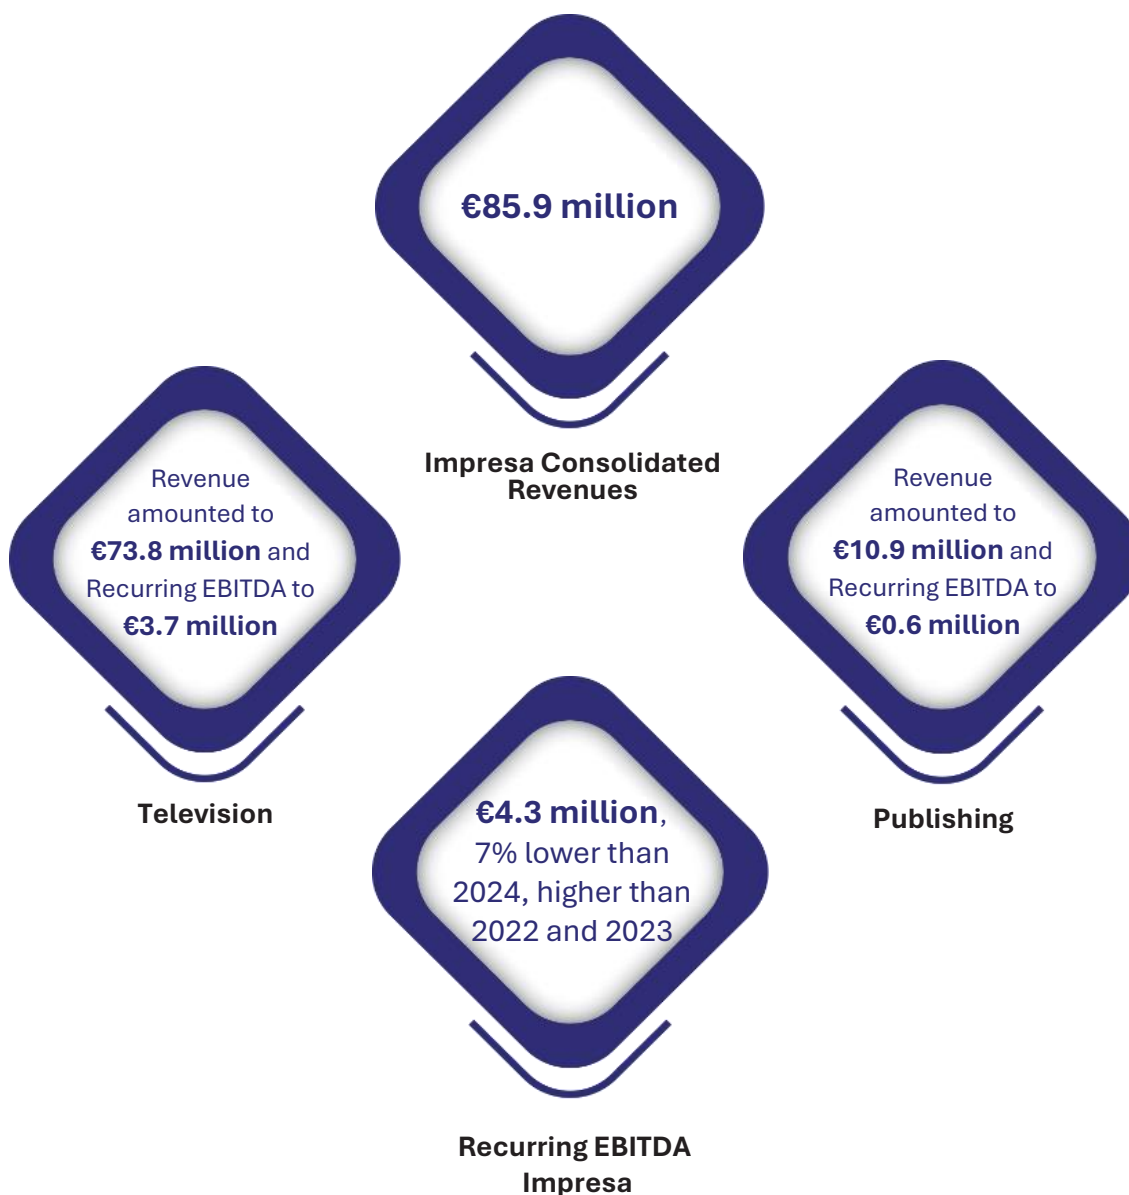 €85.9 million
Impresa Consolidated
Revenues
Revenue
amounted to
€73.8 million and
Recurring EBITDA to
€3.7 million
Television
Revenue
amounted to
€10.9 million and
Recurring EBITDA to
€0.6 million
Publishing
€4.3 million,
7% lower than
2024, higher than
2022 and 2023
Recurring EBITDA
Impresa